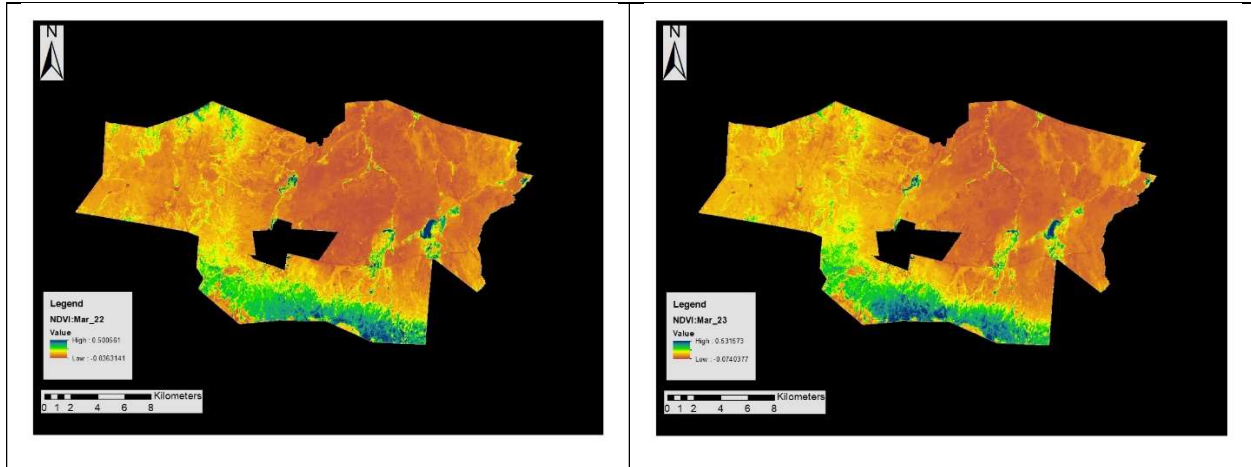 N
Legend
NDVI:Mar_22
Value
High : 0.500561
Low : -0.0363141
Kilometers
0 1 2 4 6 8
N
Legend
NDVI:Mar_23
Value
High : 0.531573
Low : -0.0740377
Kilometers
0 1 2 4 6 8